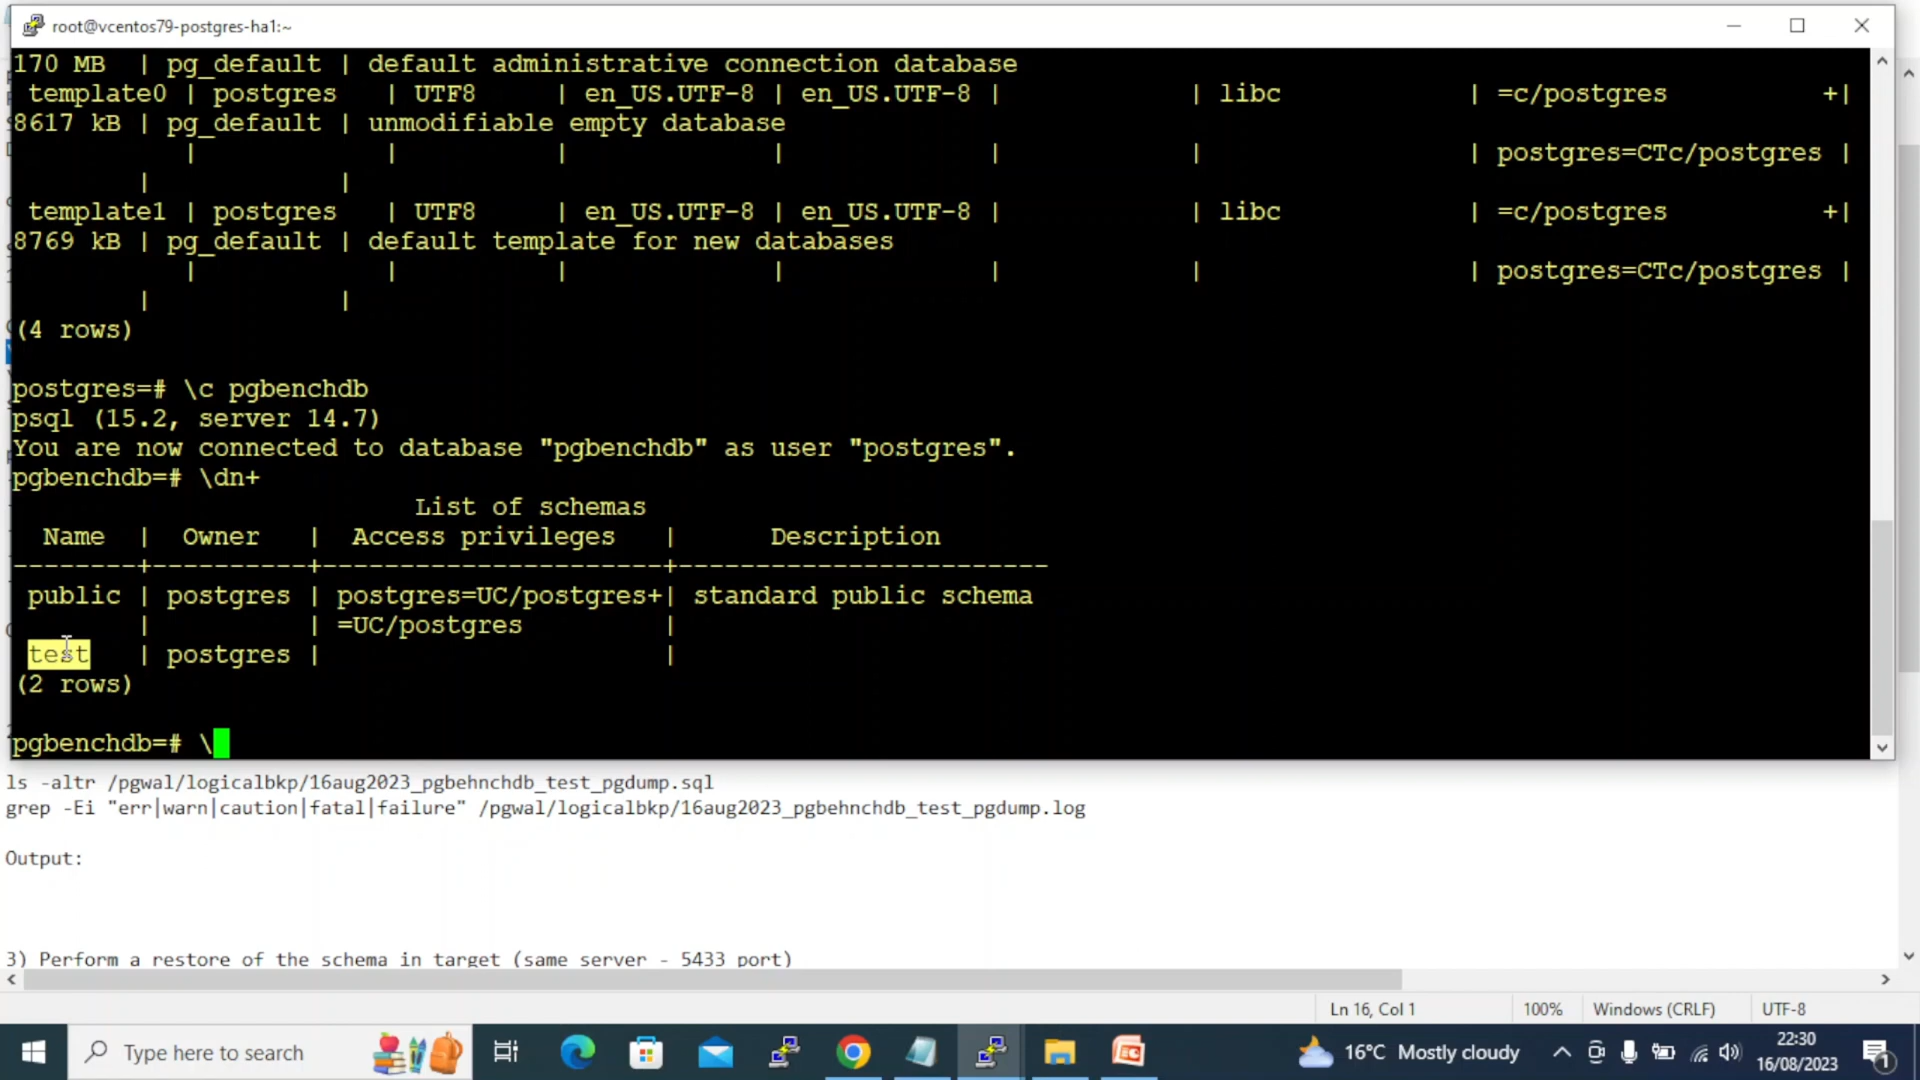 root@vcentos79-postgres-ha1:~
170 MB | pg_default | default administrative connection database
template0 | postgres | UTF8 | en_US.UTF-8 | en_US.UTF-8 | | libc | =c/postgres +|
8617 kB | pg_default | unmodifiable empty database
| | | | | | | postgres=CTc/postgres |
| |
template1 | postgres | UTF8 | en_US.UTF-8 | en_US.UTF-8 | | libc | =c/postgres +|
8769 kB | pg_default | default template for new databases
| | | | | | | postgres=CTc/postgres |
| |
(4 rows)
postgres=# \c pgbenchdb
psql (15.2, server 14.7)
You are now connected to database "pgbenchdb" as user "postgres".
pgbenchdb=# \dn+
List of schemas
Name | Owner | Access privileges | Description
--------+----------+----------------------+------------------------
public | postgres | postgres=UC/postgres+| standard public schema
| | =UC/postgres |
test | postgres | |
(2 rows)
pgbenchdb=# \
ls -altr /pgwal/logicalbkp/16aug2023_pgbehnchdb_test_pgdump.sql
grep -Ei "err|warn|caution|fatal|failure" /pgwal/logicalbkp/16aug2023_pgbehnchdb_test_pgdump.log
Output:
3) Perform a restore of the schema in target (same server - 5433 port)
Ln 16, Col 1
100%
Windows (CRLF)
UTF-8
Type here to search
16°C Mostly cloudy
22:30
16/08/2023
1